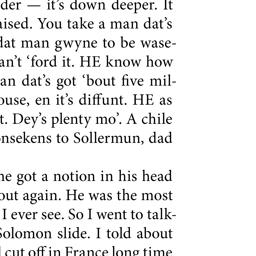 der — it's down deeper. It
aised. You take a man dat's
dat man gwyne to be wase-
an't 'ford it. HE know how
an dat's got 'bout five mil-
ouse, en it's diffunt. HE as
t. Dey's plenty mo'. A chile
onsekens to Sollermun, dad
he got a notion in his head
out again. He was the most
I ever see. So I went to talk-
Solomon slide. I told about
cut off in France long time